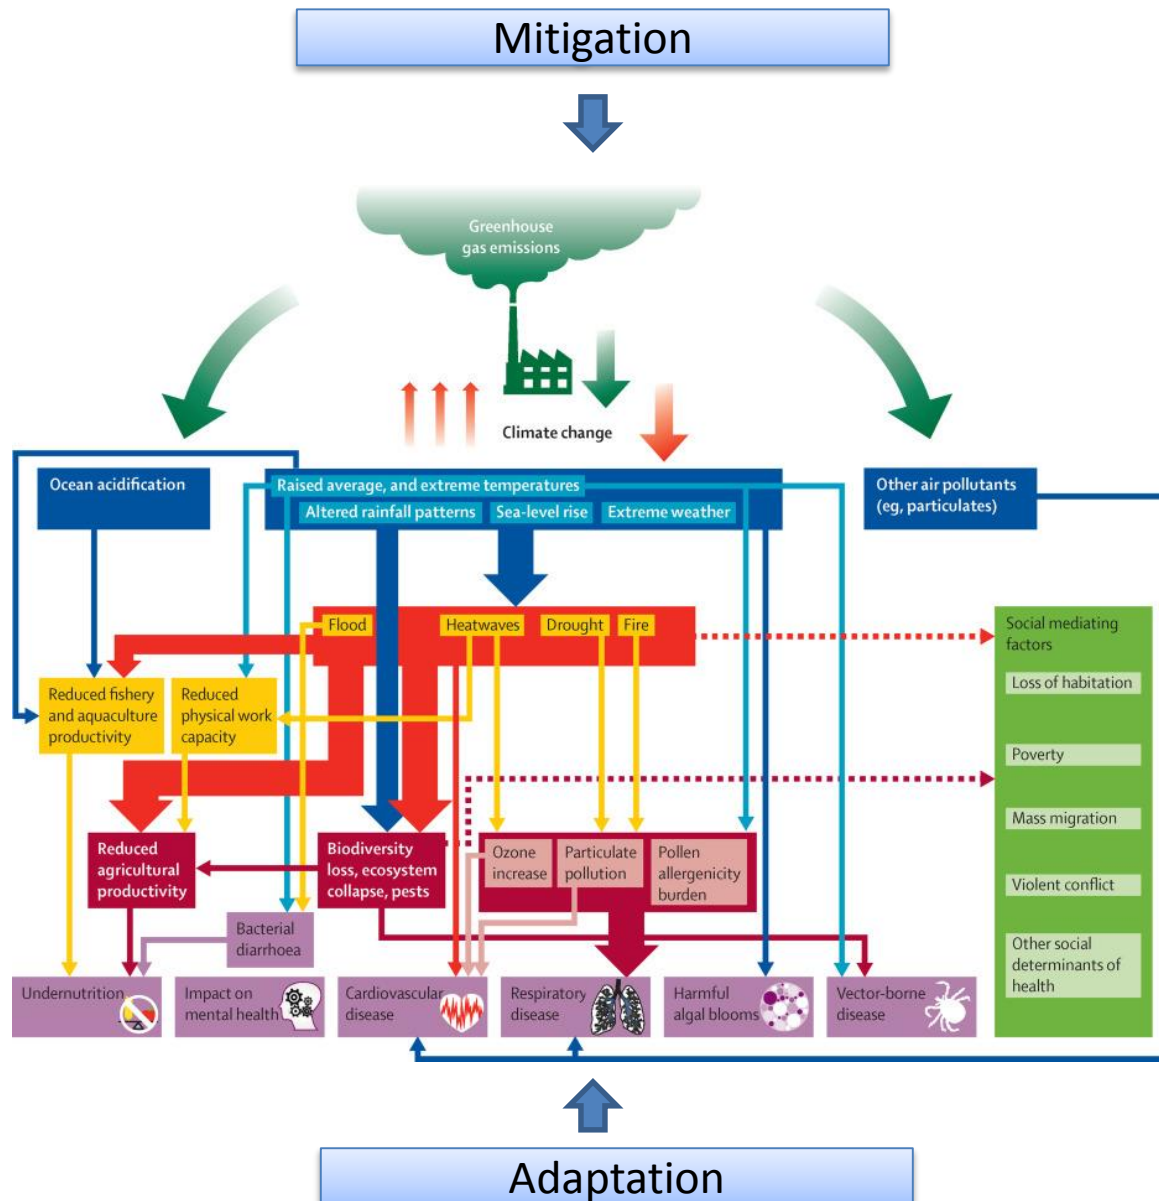 Mitigation
Greenhouse
gas emissions
Climate change
Ocean acidification
Raised average, and extreme temperatures
Altered rainfall patterns
Sea-level rise
Extreme weather
Other air pollutants
(eg, particulates)
Flood
Heatwaves
Drought
Fire
Social mediating
factors
Loss of habitation
Poverty
Mass migration
Violent conflict
Other social
determinants of
health
Reduced fishery
and aquaculture
productivity
Reduced
physical work
capacity
Reduced
agricultural
productivity
Biodiversity
loss, ecosystem
collapse, pests
Ozone
increase
Particulate
pollution
Pollen
allergenicity
burden
Bacterial
diarrhoea
Undernutrition
Impact on
mental health
Cardiovascular
disease
Respiratory
disease
Harmful
algal blooms
Vector-borne
disease
Adaptation